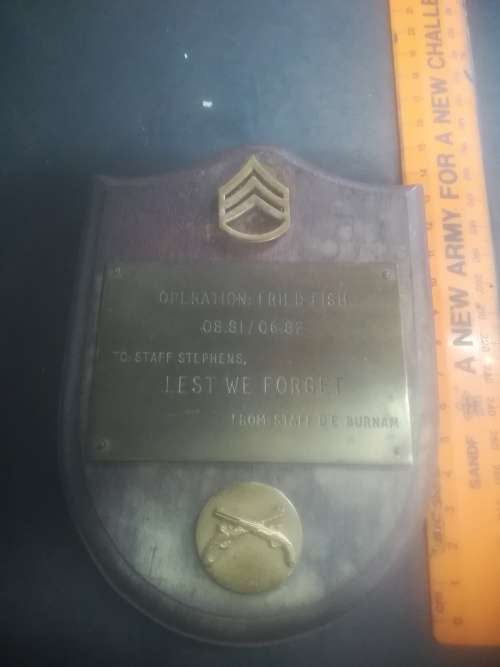 OPERATION: FRIED FISH
08.81/06.82
TO: STAFF STEPHENS,
LEST WE FORGET
FROM: STAFF DE BURNAM
SANDF A NEW ARMY FOR A NEW CHALLE